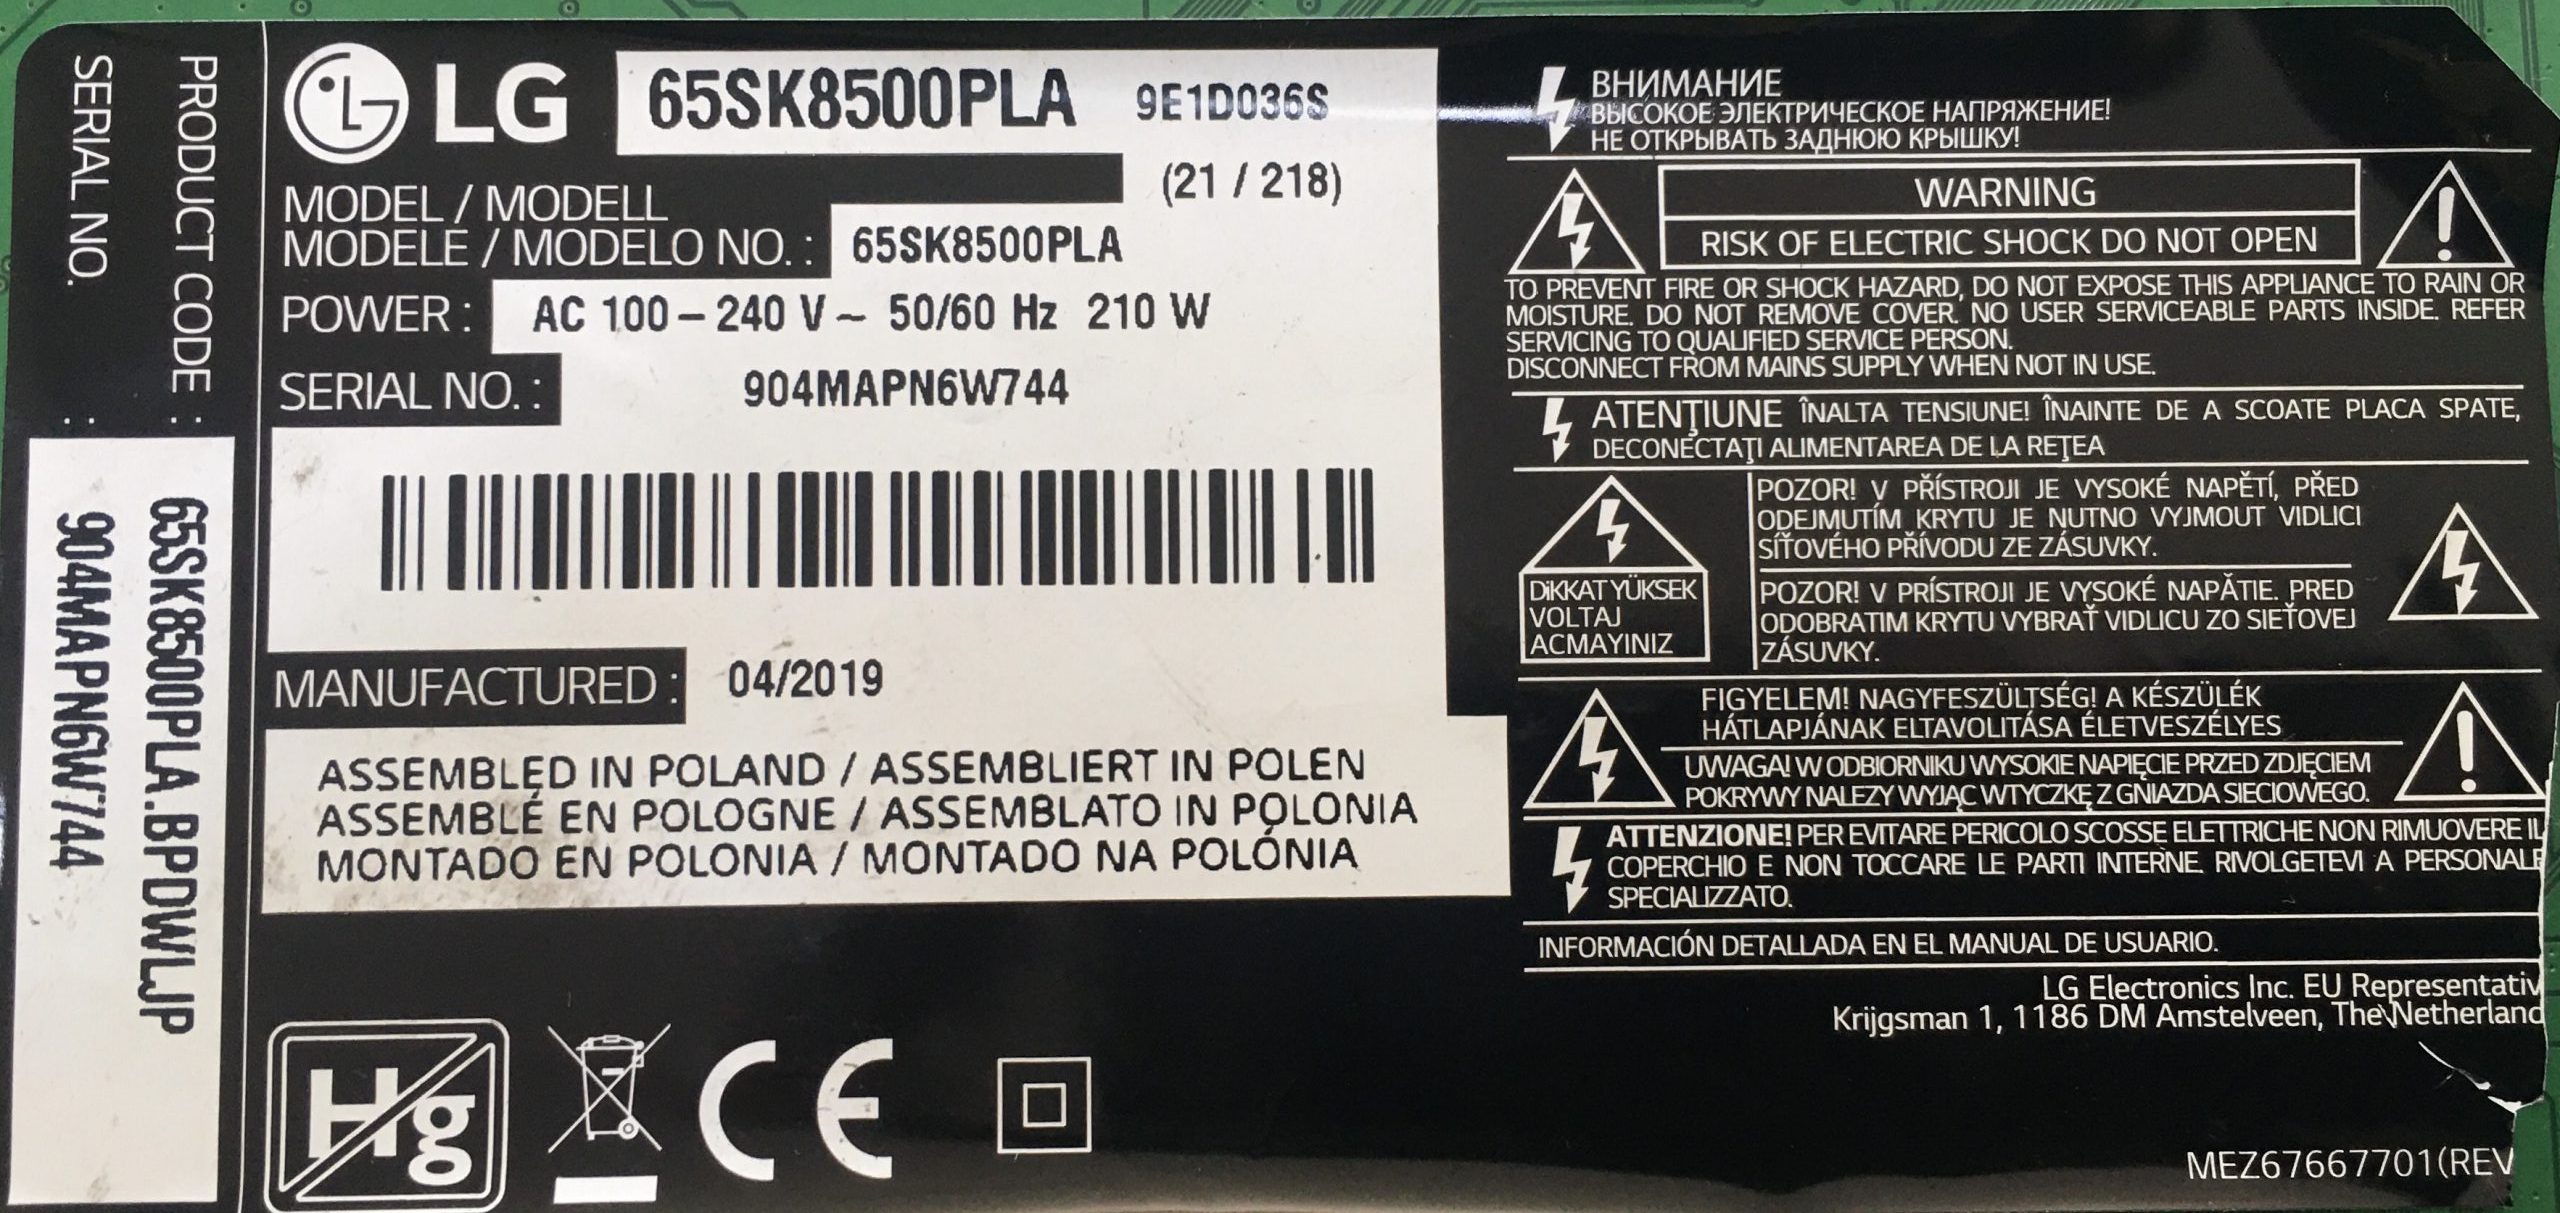 SERIAL NO. : 904MAPN6W744
PRODUCT CODE : 65SK8500PLA.BPDWLJP
LG
65SK8500PLA 9E1D036S
(21 / 218)
MODEL / MODELL
MODELE / MODELO NO. : 65SK8500PLA
POWER : AC 100 – 240 V ~ 50/60 Hz 210 W
SERIAL NO. : 904MAPN6W744
MANUFACTURED : 04/2019
ASSEMBLED IN POLAND / ASSEMBLIERT IN POLEN
ASSEMBLÉ EN POLOGNE / ASSEMBLATO IN POLONIA
MONTADO EN POLONIA / MONTADO NA POLÓNIA
Hg
CE
ВНИМАНИЕ
ВЫСОКОЕ ЭЛЕКТРИЧЕСКОЕ НАПРЯЖЕНИЕ!
НЕ ОТКРЫВАТЬ ЗАДНЮЮ КРЫШКУ!
WARNING
RISK OF ELECTRIC SHOCK DO NOT OPEN
TO PREVENT FIRE OR SHOCK HAZARD, DO NOT EXPOSE THIS APPLIANCE TO RAIN OR
MOISTURE. DO NOT REMOVE COVER. NO USER SERVICEABLE PARTS INSIDE. REFER
SERVICING TO QUALIFIED SERVICE PERSON.
DISCONNECT FROM MAINS SUPPLY WHEN NOT IN USE.
ATENŢIUNE ÎNALTA TENSIUNE! ÎNAINTE DE A SCOATE PLACA SPATE,
DECONECTAŢI ALIMENTAREA DE LA REŢEA
DiKKAT YÜKSEK
VOLTAJ
ACMAYINIZ
POZOR! V PŘÍSTROJI JE VYSOKÉ NAPĚTÍ, PŘED
ODEJMUTÍM KRYTU JE NUTNO VYJMOUT VIDLICI
SÍŤOVÉHO PŘÍVODU ZE ZÁSUVKY.
POZOR! V PRÍSTROJI JE VYSOKÉ NAPÄTIE. PRED
ODOBRATIM KRYTU VYBRAŤ VIDLICU ZO SIEŤOVEJ
ZÁSUVKY.
FIGYELEM! NAGYFESZÜLTSÉG! A KÉSZÜLÉK
HÁTLAPJÁNAK ELTAVOLITÁSA ÉLETVESZÉLYES
UWAGA! W ODBIORNIKU WYSOKIE NAPIĘCIE PRZED ZDJĘCIEM
POKRYWY NALEZY WYJĄC WTYCZKĘ Z GNIAZDA SIECIOWEGO.
ATTENZIONE! PER EVITARE PERICOLO SCOSSE ELETTRICHE NON RIMUOVERE IL
COPERCHIO E NON TOCCARE LE PARTI INTERNE. RIVOLGETEVI A PERSONALE
SPECIALIZZATO.
INFORMACIÓN DETALLADA EN EL MANUAL DE USUARIO.
LG Electronics Inc. EU Representativ
Krijgsman 1, 1186 DM Amstelveen, The Netherland
MEZ67667701(REV